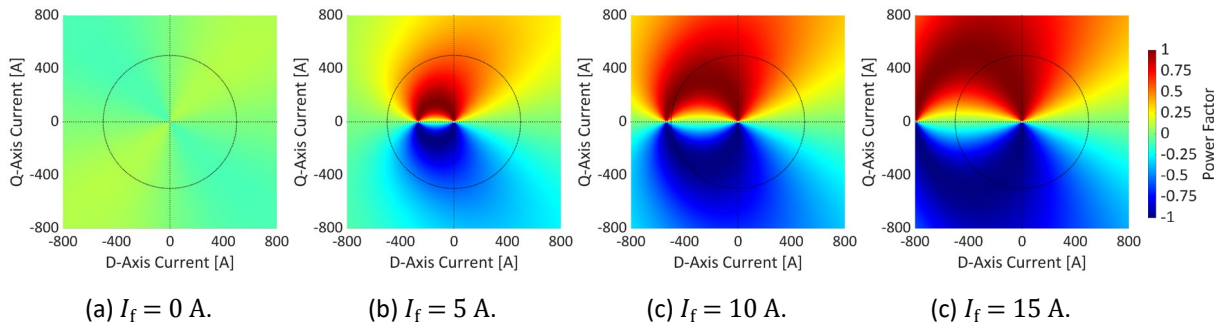 800
400
0
-400
-800
-800 -400 0 400 800
Q-Axis Current [A]
D-Axis Current [A]
(a) I_f = 0 A.
800
400
0
-400
-800
-800 -400 0 400 800
Q-Axis Current [A]
D-Axis Current [A]
(b) I_f = 5 A.
800
400
0
-400
-800
-800 -400 0 400 800
Q-Axis Current [A]
D-Axis Current [A]
(c) I_f = 10 A.
800
400
0
-400
-800
-800 -400 0 400 800
Q-Axis Current [A]
D-Axis Current [A]
(c) I_f = 15 A.
1
0.75
0.5
0.25
0
-0.25
-0.5
-0.75
-1
Power Factor